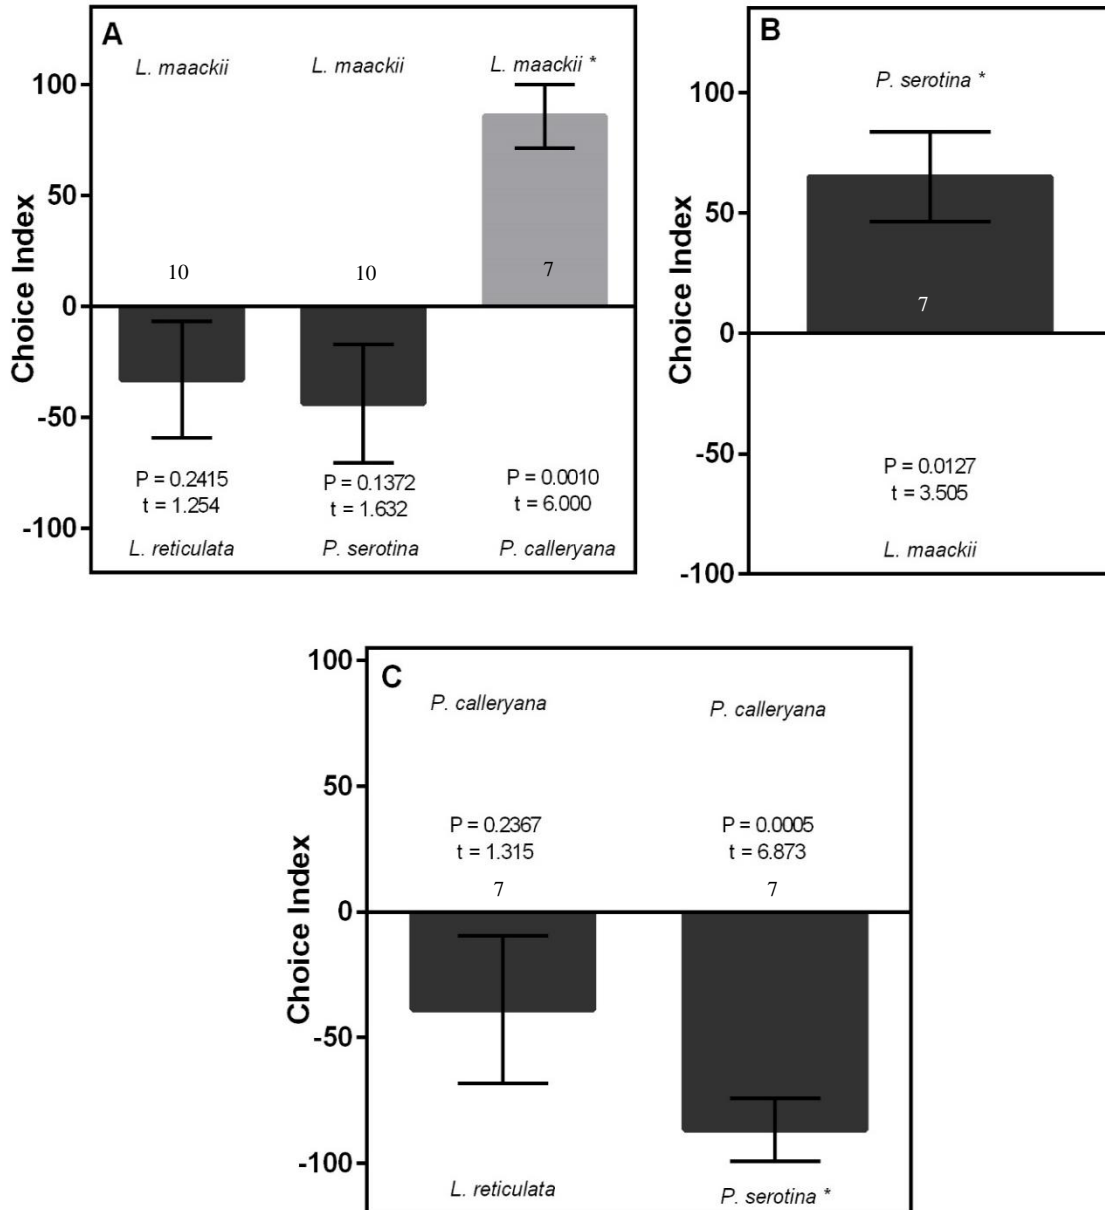 A
L. maackii
L. maackii
L. maackii *
100
50
0
-50
-100
Choice Index
10
10
7
P = 0.2415
t = 1.254
P = 0.1372
t = 1.632
P = 0.0010
t = 6.000
L. reticulata
P. serotina
P. calleryana
B
P. serotina *
100
50
0
-50
-100
Choice Index
7
P = 0.0127
t = 3.505
L. maackii
C
P. calleryana
P. calleryana
100
50
0
-50
-100
Choice Index
P = 0.2367
t = 1.315
P = 0.0005
t = 6.873
7
7
L. reticulata
P. serotina *